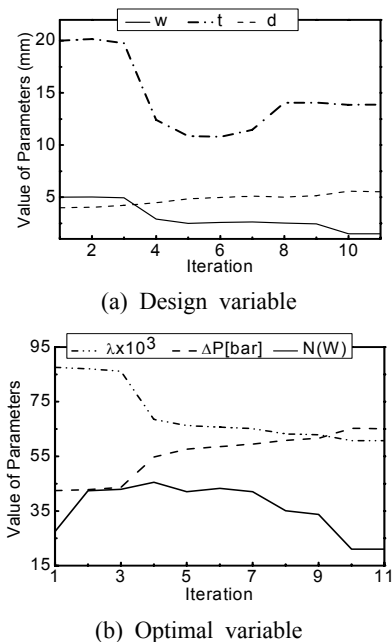 w t d
20
15
10
5
Value of Parameters (mm)
2 4 6 8 10
Iteration
(a) Design variable
λx10³ ΔP[bar] N(W)
95
75
55
35
15
Value of Parameters
1 3 5 7 9 11
Iteration
(b) Optimal variable